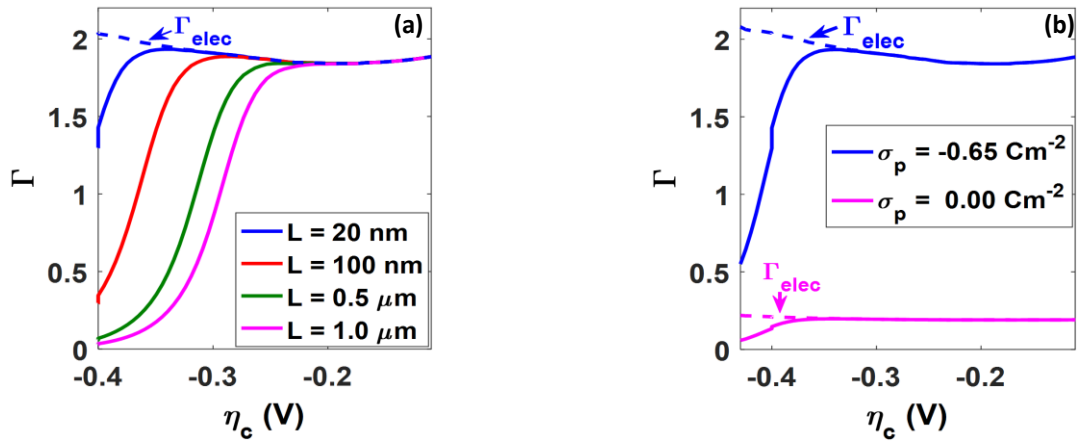 (a)
Γelec
2
1.5
1
0.5
0
Γ
L = 20 nm
L = 100 nm
L = 0.5 μm
L = 1.0 μm
-0.4 -0.3 -0.2
ηc (V)
(b)
Γelec
2
1.5
1
0.5
0
Γ
σp = -0.65 Cm-2
σp = 0.00 Cm-2
Γelec
-0.4 -0.3 -0.2
ηc (V)